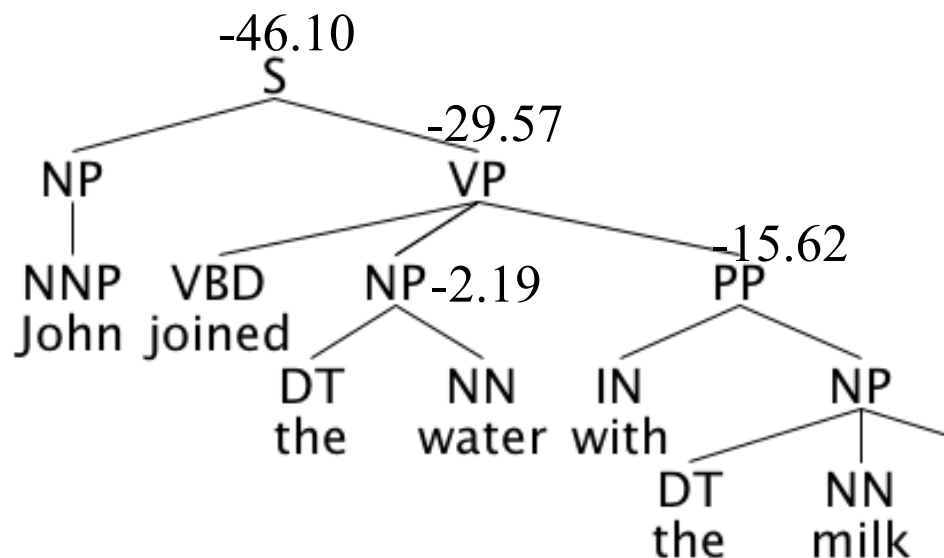 -46.10
S
-29.57
NP VP
-15.62
NNP VBD NP -2.19 PP
John joined
DT NN IN NP
the water with
DT NN
the milk